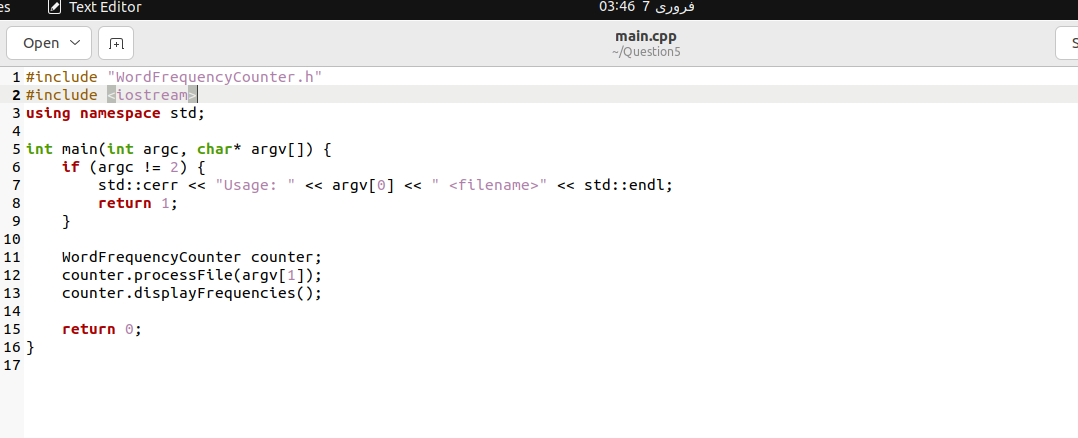 es Text Editor 03:46 7 فروری
Open main.cpp S
~/Question5
1 #include "WordFrequencyCounter.h"
2 #include <iostream>
3 using namespace std;
4
5 int main(int argc, char* argv[]) {
6     if (argc != 2) {
7         std::cerr << "Usage: " << argv[0] << " <filename>" << std::endl;
8         return 1;
9     }
10
11     WordFrequencyCounter counter;
12     counter.processFile(argv[1]);
13     counter.displayFrequencies();
14
15     return 0;
16 }
17